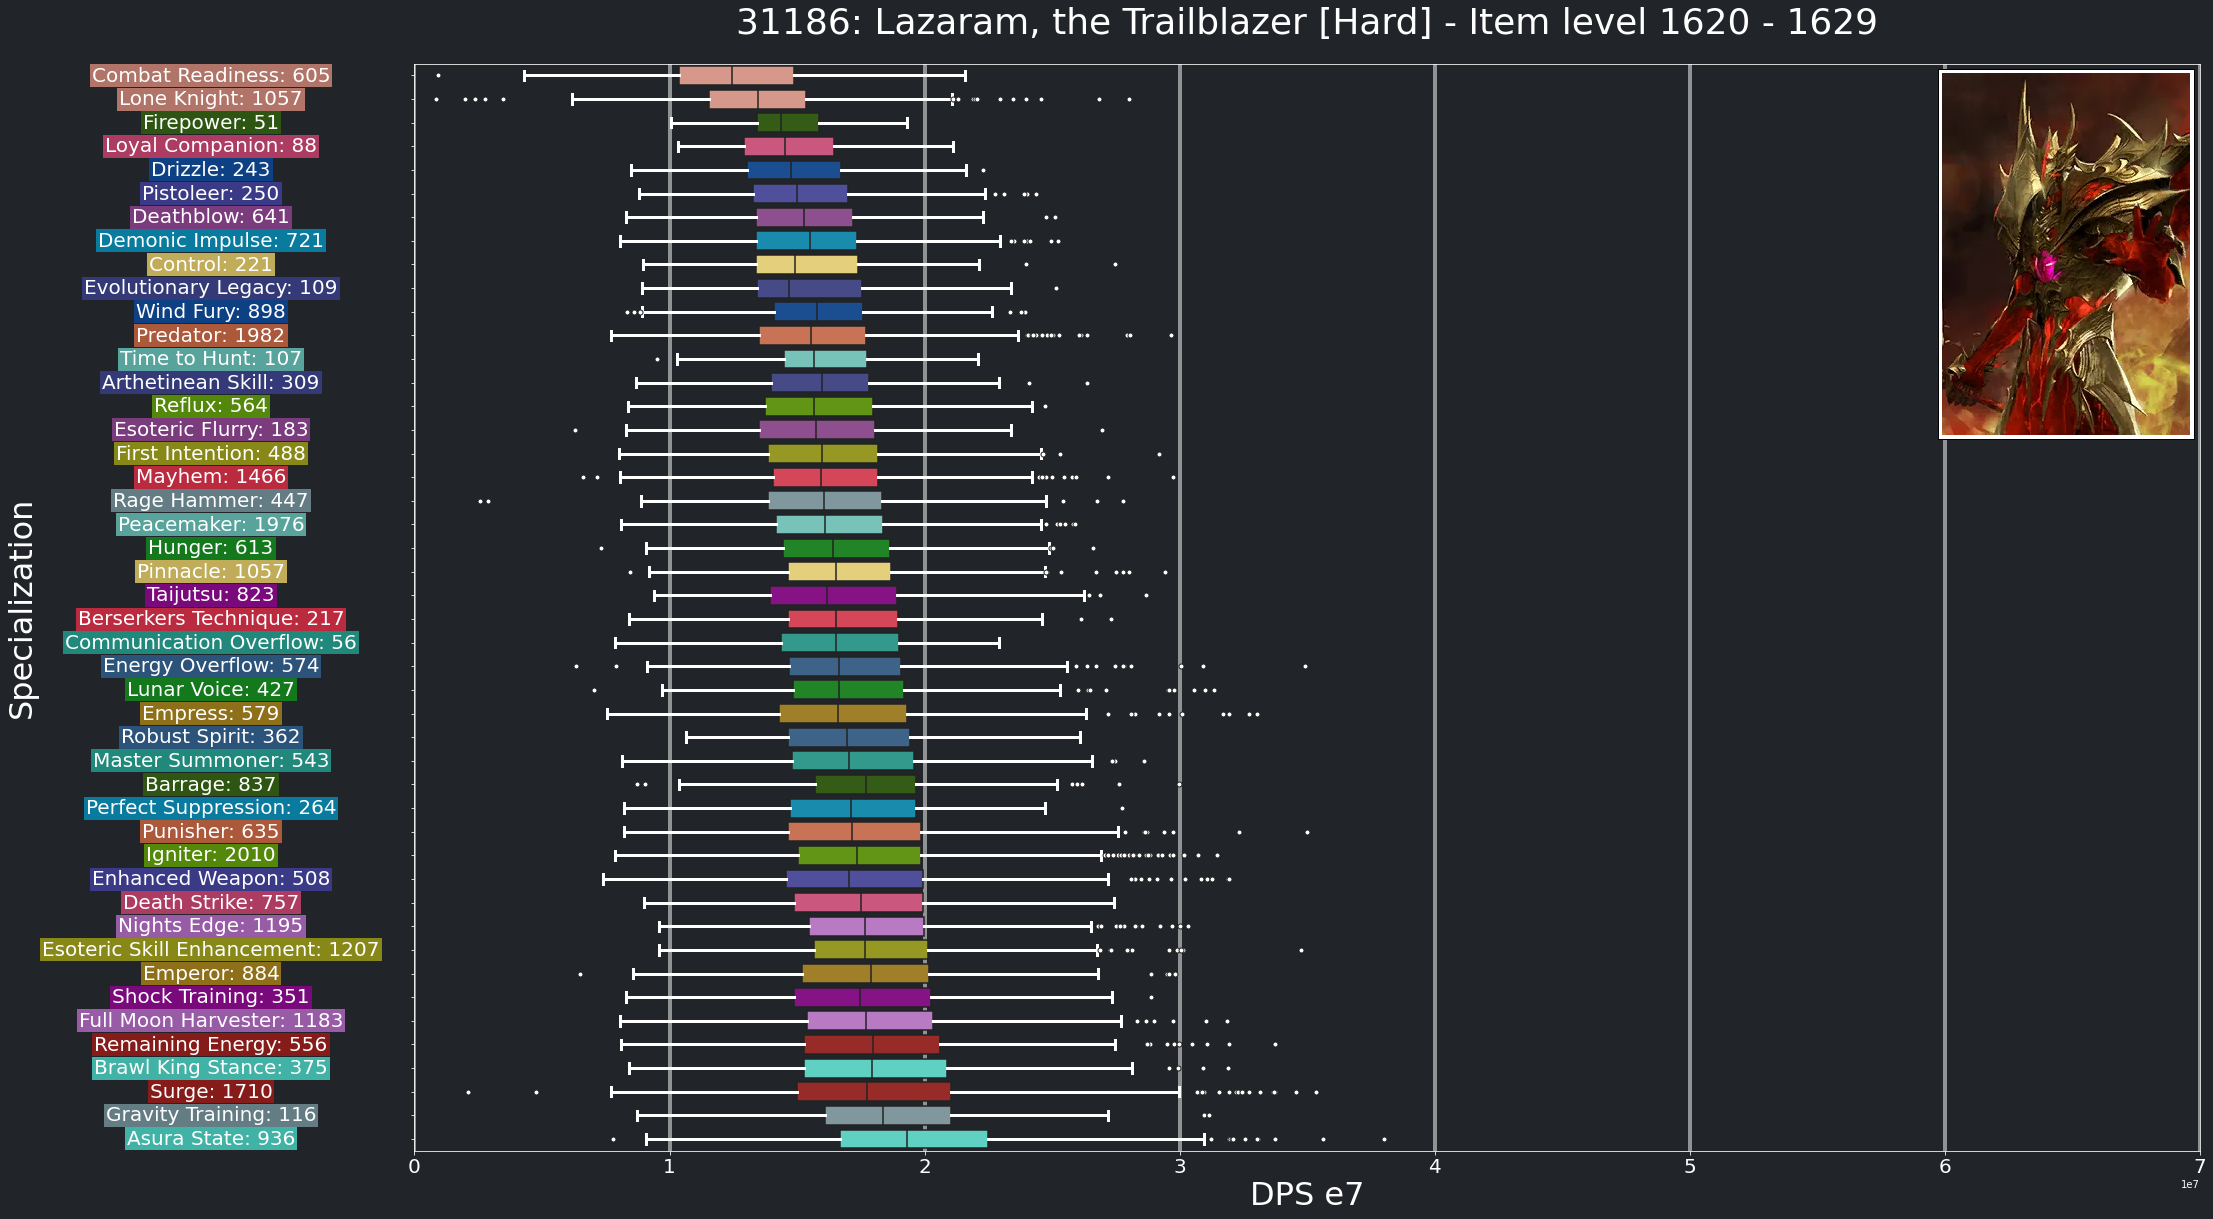 31186: Lazaram, the Trailblazer [Hard] - Item level 1620 - 1629
Specialization
Combat Readiness: 605
Lone Knight: 1057
Firepower: 51
Loyal Companion: 88
Drizzle: 243
Pistoleer: 250
Deathblow: 641
Demonic Impulse: 721
Control: 221
Evolutionary Legacy: 109
Wind Fury: 898
Predator: 1982
Time to Hunt: 107
Arthetinean Skill: 309
Reflux: 564
Esoteric Flurry: 183
First Intention: 488
Mayhem: 1466
Rage Hammer: 447
Peacemaker: 1976
Hunger: 613
Pinnacle: 1057
Taijutsu: 823
Berserkers Technique: 217
Communication Overflow: 56
Energy Overflow: 574
Lunar Voice: 427
Empress: 579
Robust Spirit: 362
Master Summoner: 543
Barrage: 837
Perfect Suppression: 264
Punisher: 635
Igniter: 2010
Enhanced Weapon: 508
Death Strike: 757
Nights Edge: 1195
Esoteric Skill Enhancement: 1207
Emperor: 884
Shock Training: 351
Full Moon Harvester: 1183
Remaining Energy: 556
Brawl King Stance: 375
Surge: 1710
Gravity Training: 116
Asura State: 936
0 1 2 3 4 5 6 7
1e7
DPS e7